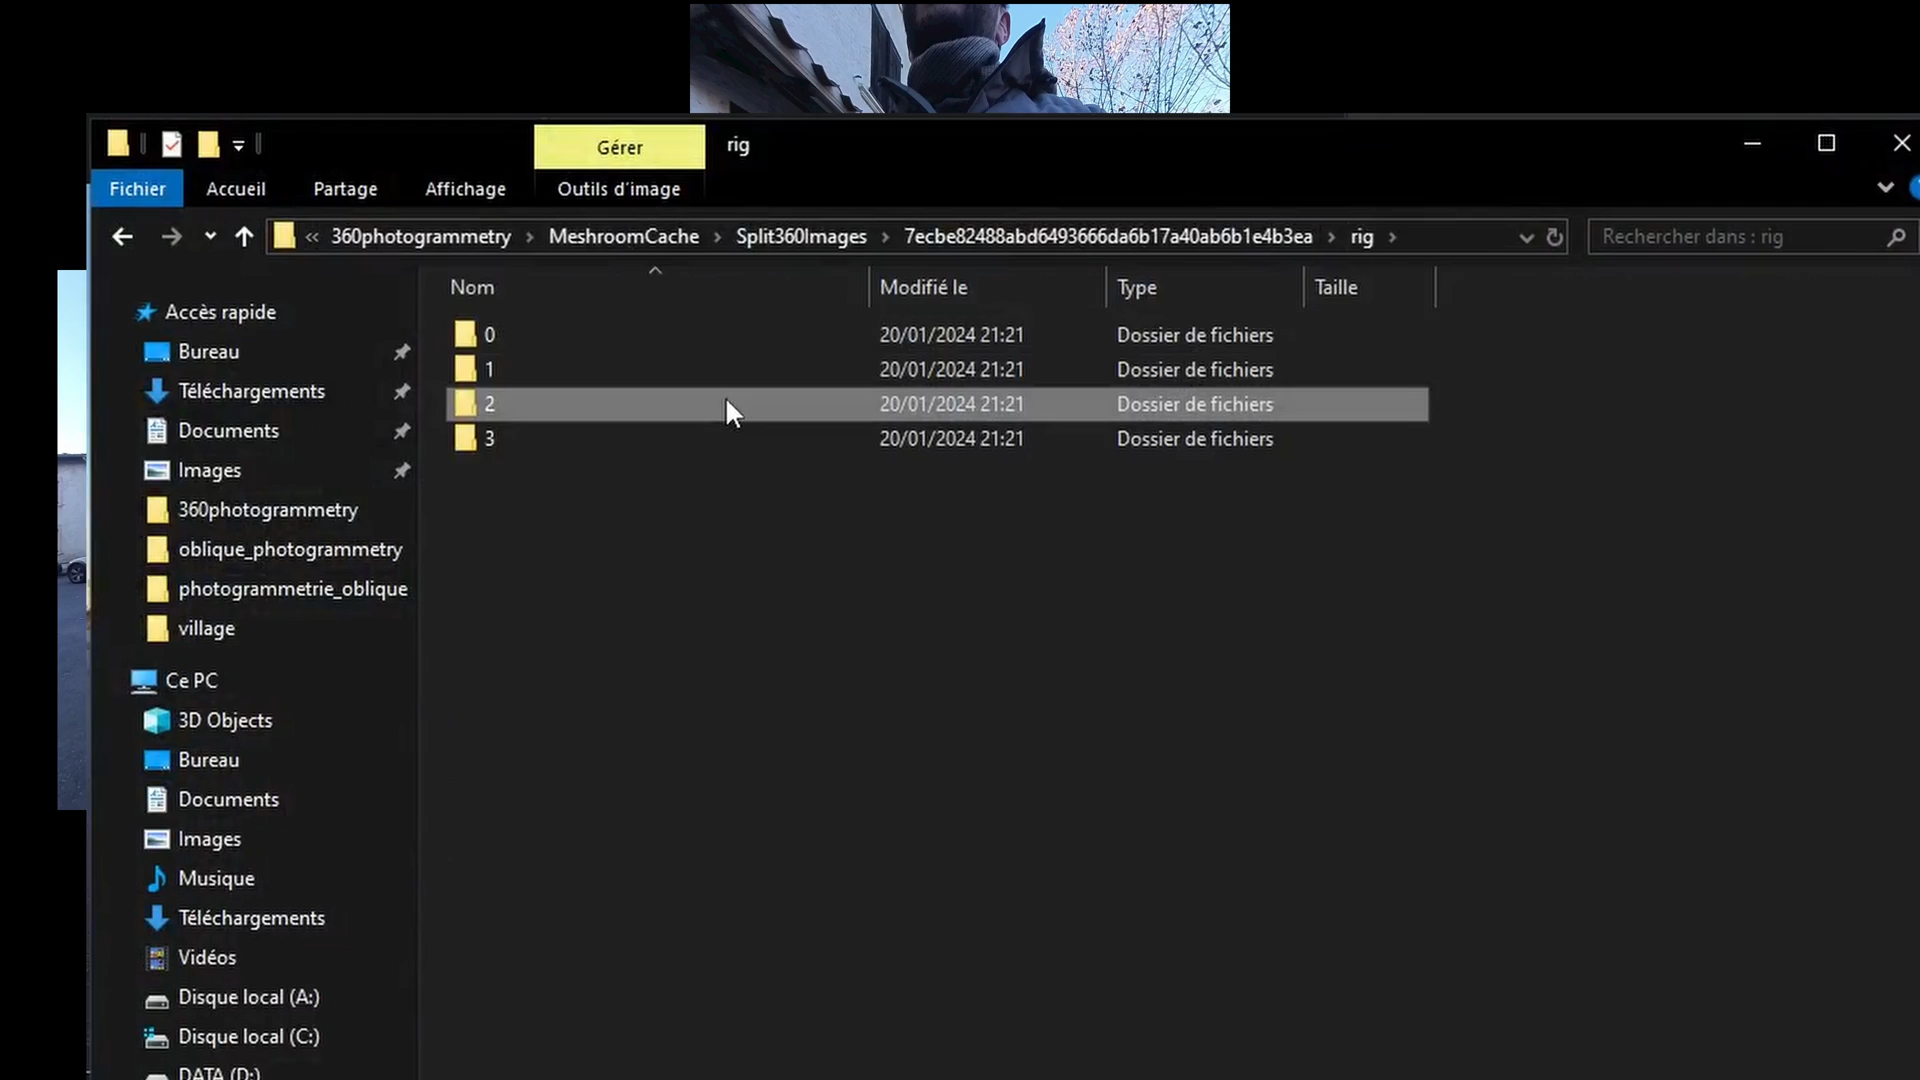 Gérer
rig
Fichier
Accueil
Partage
Affichage
Outils d'image
« 360photogrammetry > MeshroomCache > Split360Images > 7ecbe82488abd6493666da6b17a40ab6b1e4b3ea > rig >
Rechercher dans : rig
Nom Modifié le Type Taille
0 20/01/2024 21:21 Dossier de fichiers
1 20/01/2024 21:21 Dossier de fichiers
2 20/01/2024 21:21 Dossier de fichiers
3 20/01/2024 21:21 Dossier de fichiers
Accès rapide
Bureau
Téléchargements
Documents
Images
360photogrammetry
oblique_photogrammetry
photogrammetrie_oblique
village
Ce PC
3D Objects
Bureau
Documents
Images
Musique
Téléchargements
Vidéos
Disque local (A:)
Disque local (C:)
DATA (D:)